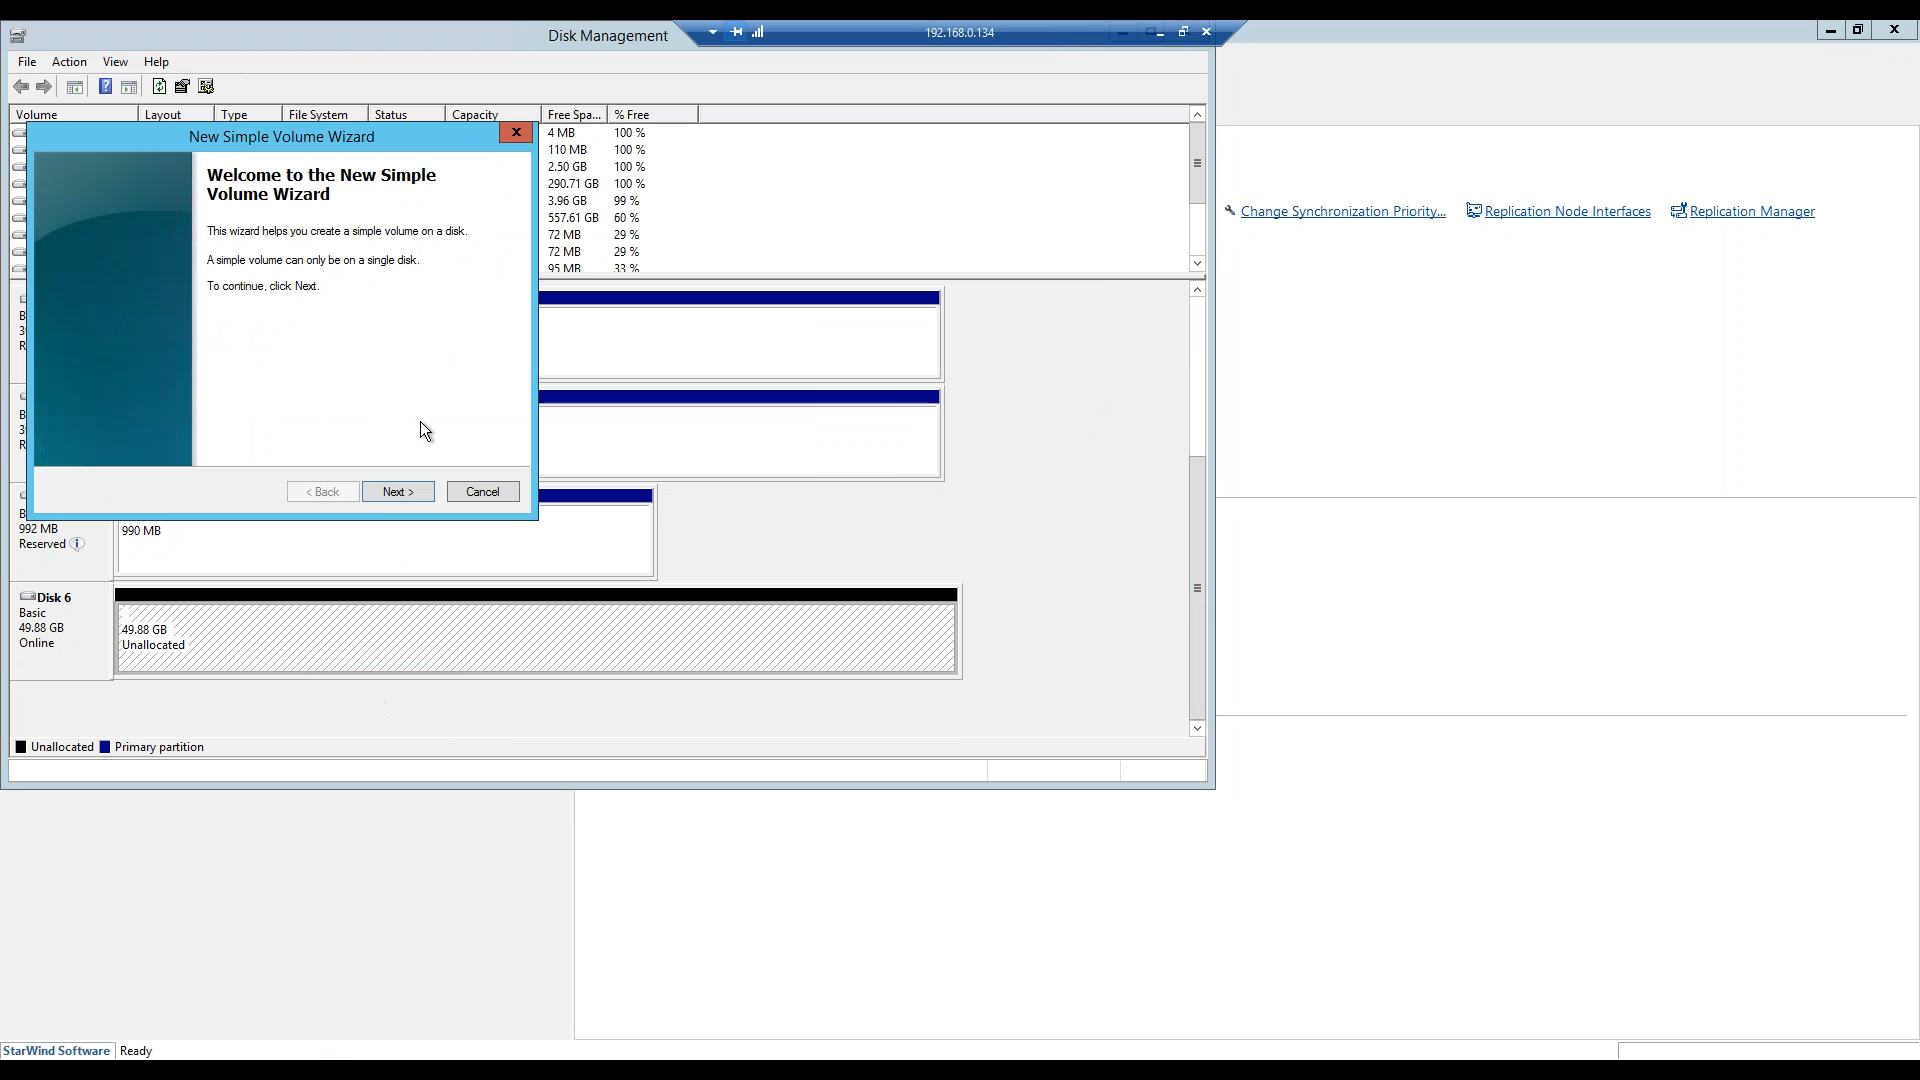 Disk Management
192.168.0.134
File Action View Help
Volume Layout Type File System Status Capacity Free Spa... % Free
New Simple Volume Wizard
4 MB 100 %
110 MB 100 %
2.50 GB 100 %
290.71 GB 100 %
3.96 GB 99 %
557.61 GB 60 %
72 MB 29 %
72 MB 29 %
95 MB 33 %
Welcome to the New Simple
Volume Wizard
This wizard helps you create a simple volume on a disk.
A simple volume can only be on a single disk.
To continue, click Next.
< Back Next > Cancel
Change Synchronization Priority... Replication Node Interfaces Replication Manager
B
3
R
B
3
R
B
992 MB
Reserved
990 MB
Disk 6
Basic
49.88 GB
Online
49.88 GB
Unallocated
Unallocated Primary partition
StarWind Software Ready